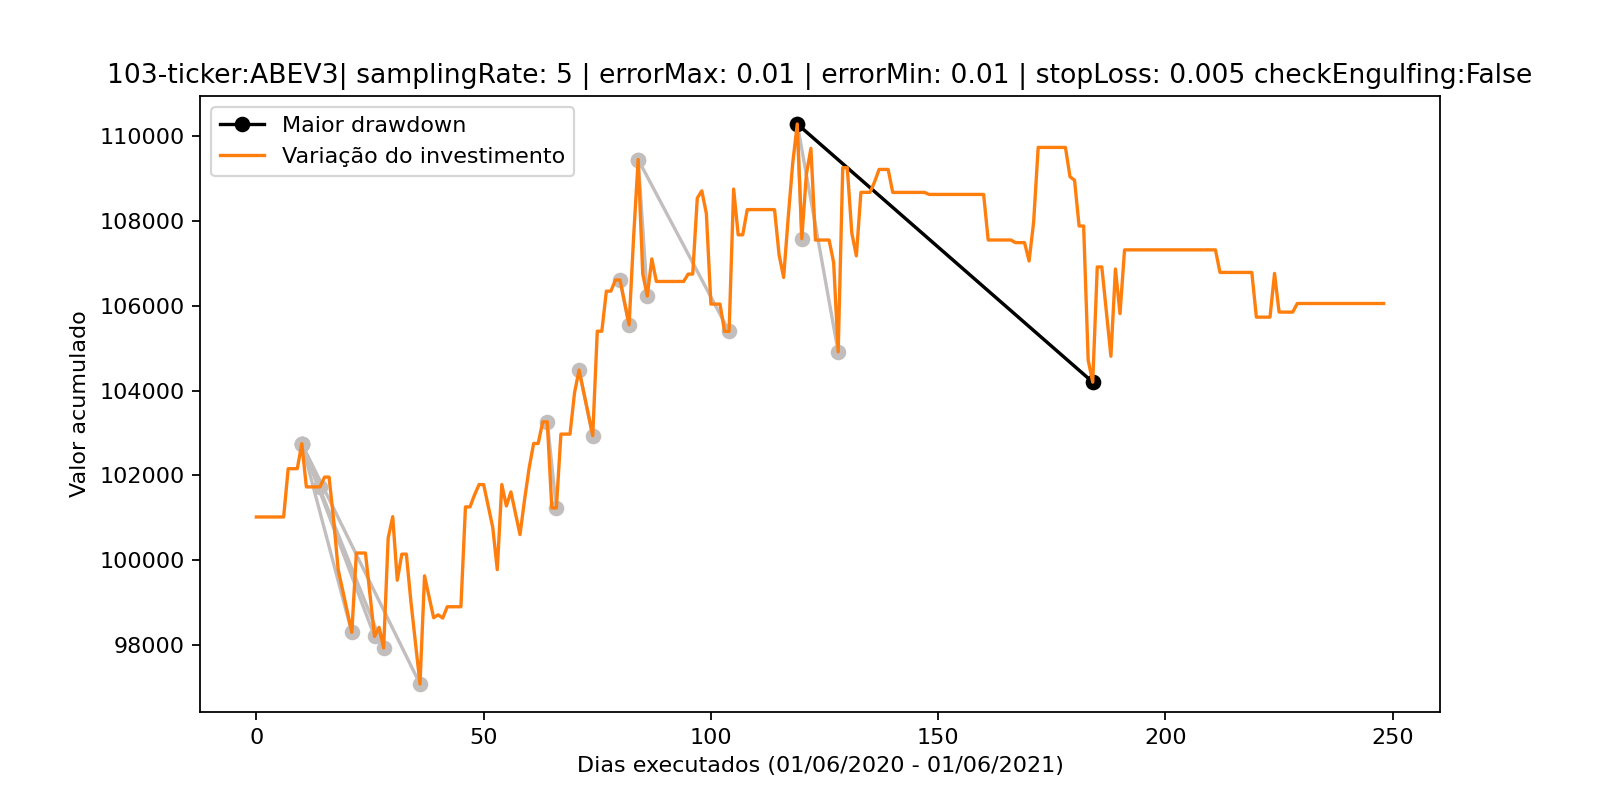 103-ticker:ABEV3| samplingRate: 5 | errorMax: 0.01 | errorMin: 0.01 | stopLoss: 0.005 checkEngulfing:False
Maior drawdown
Variação do investimento
Valor acumulado
110000
108000
106000
104000
102000
100000
98000
0 50 100 150 200 250
Dias executados (01/06/2020 - 01/06/2021)